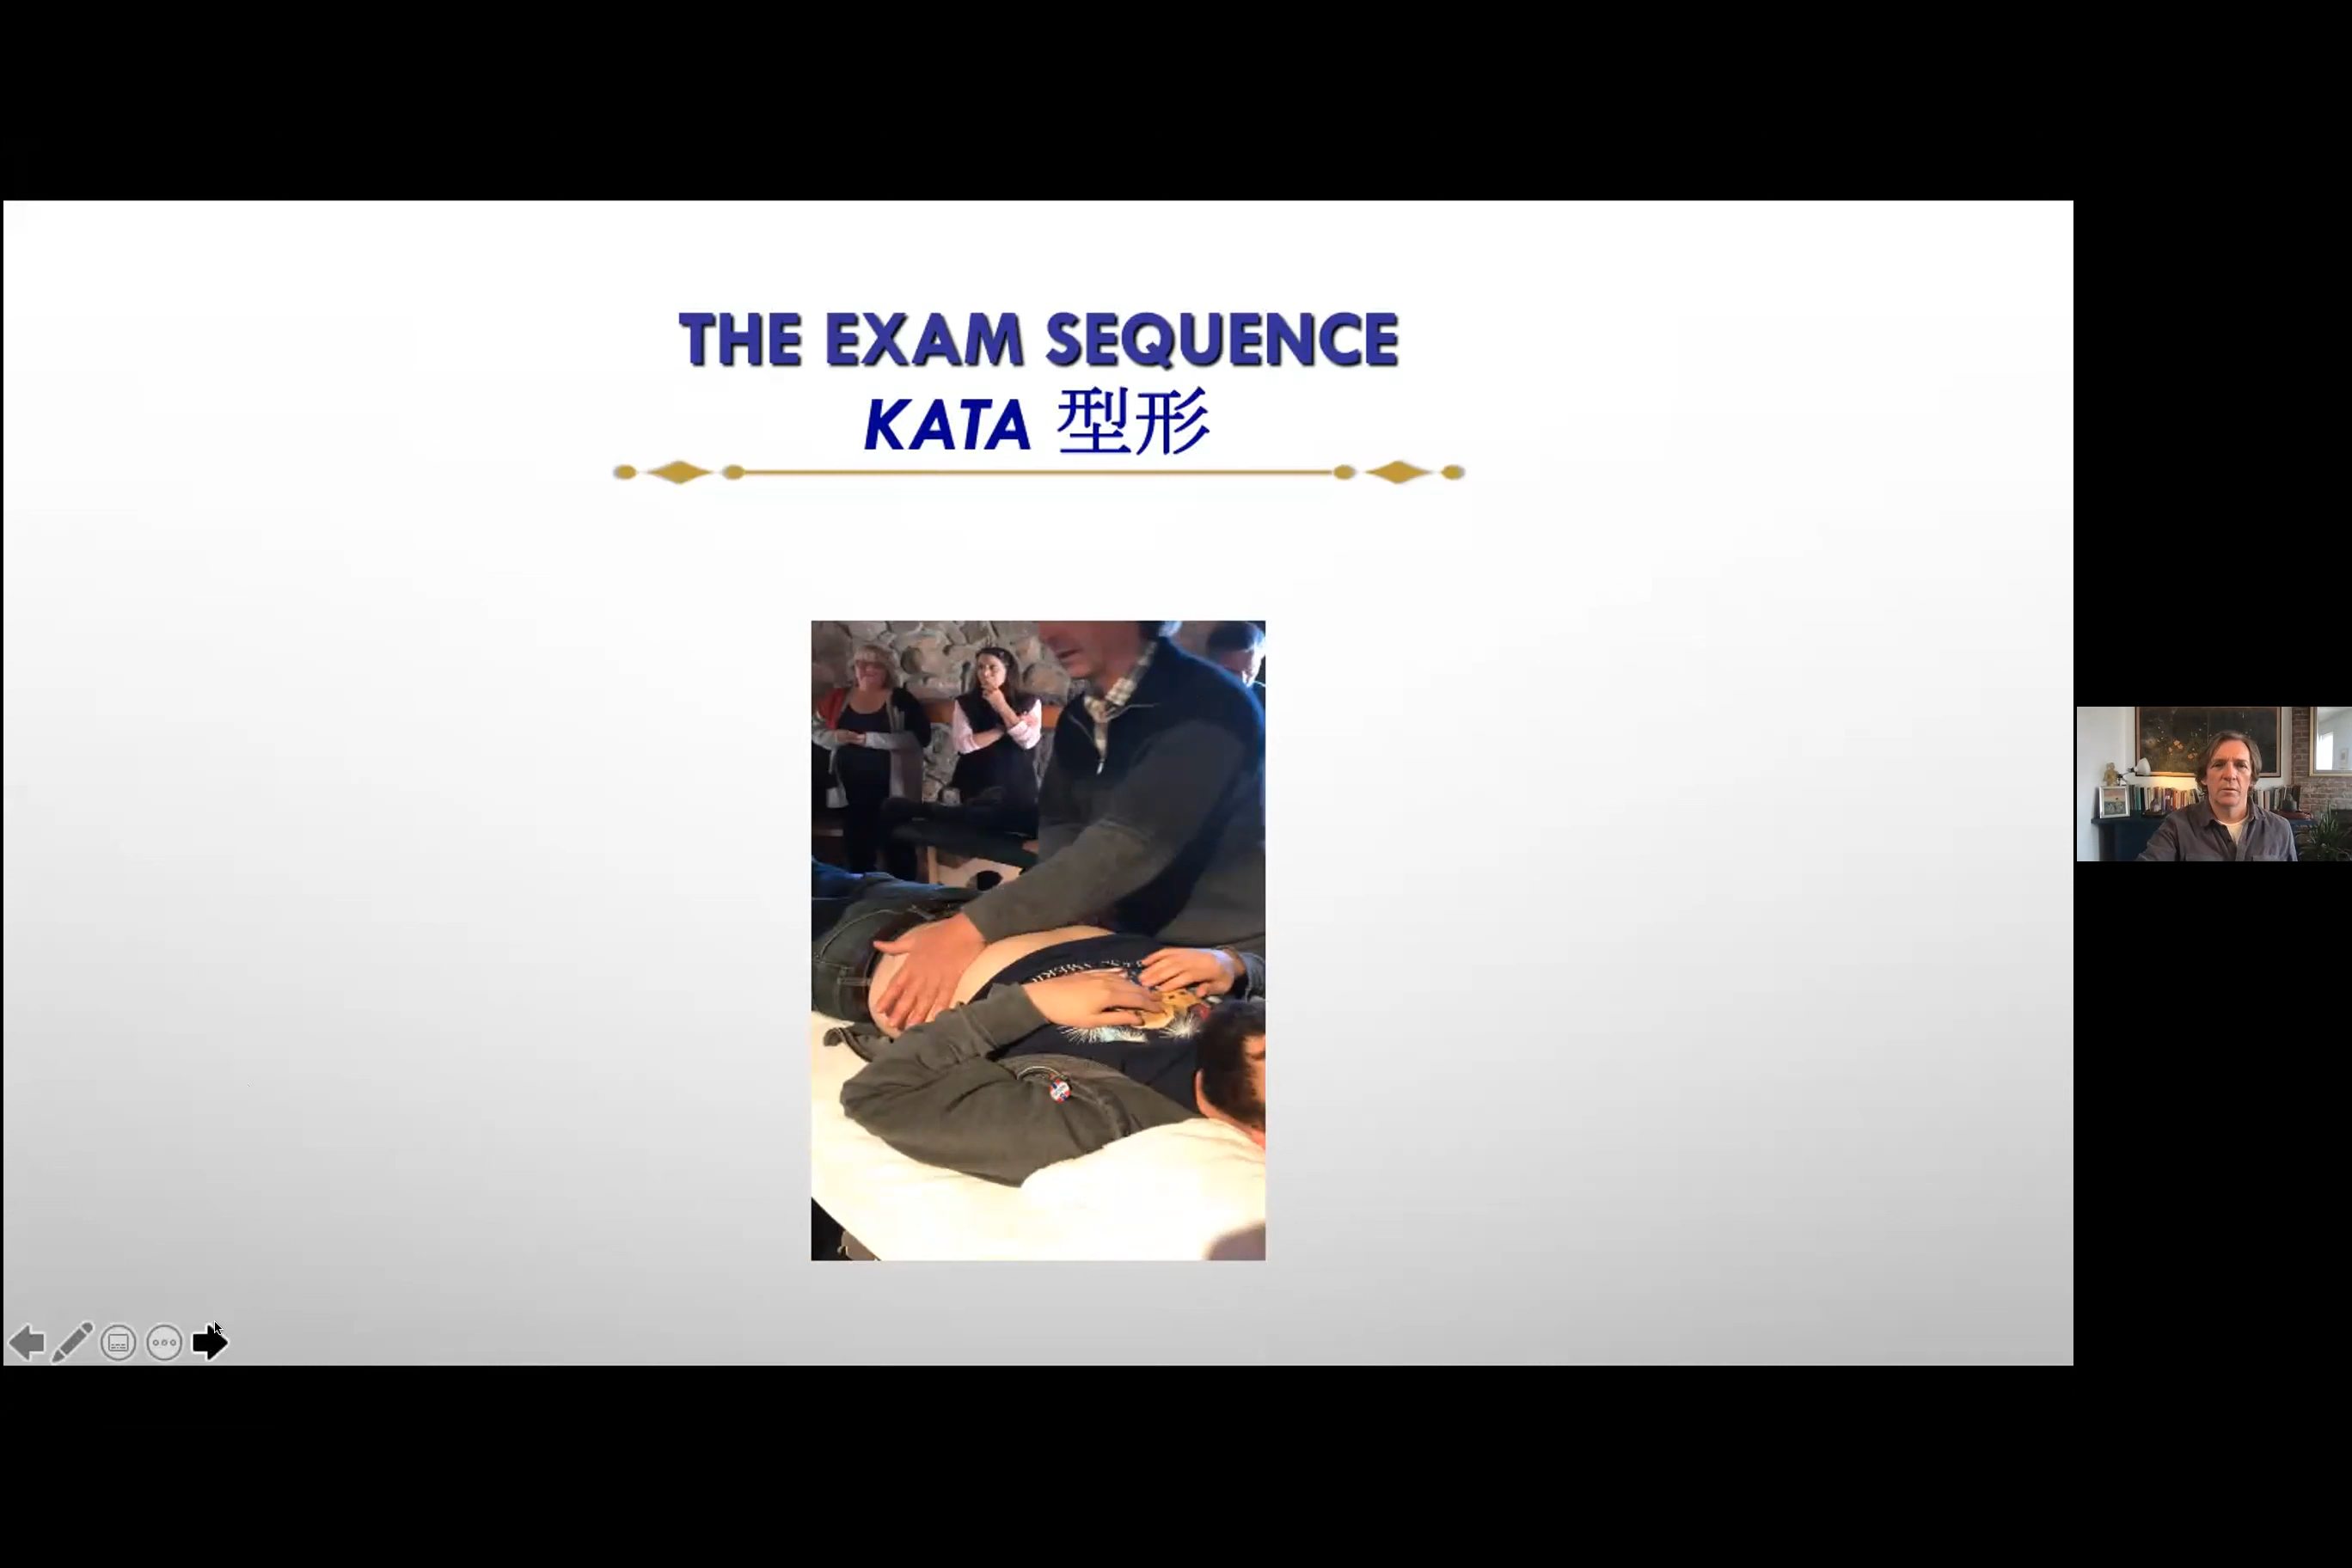 THE EXAM SEQUENCE
KATA 型形